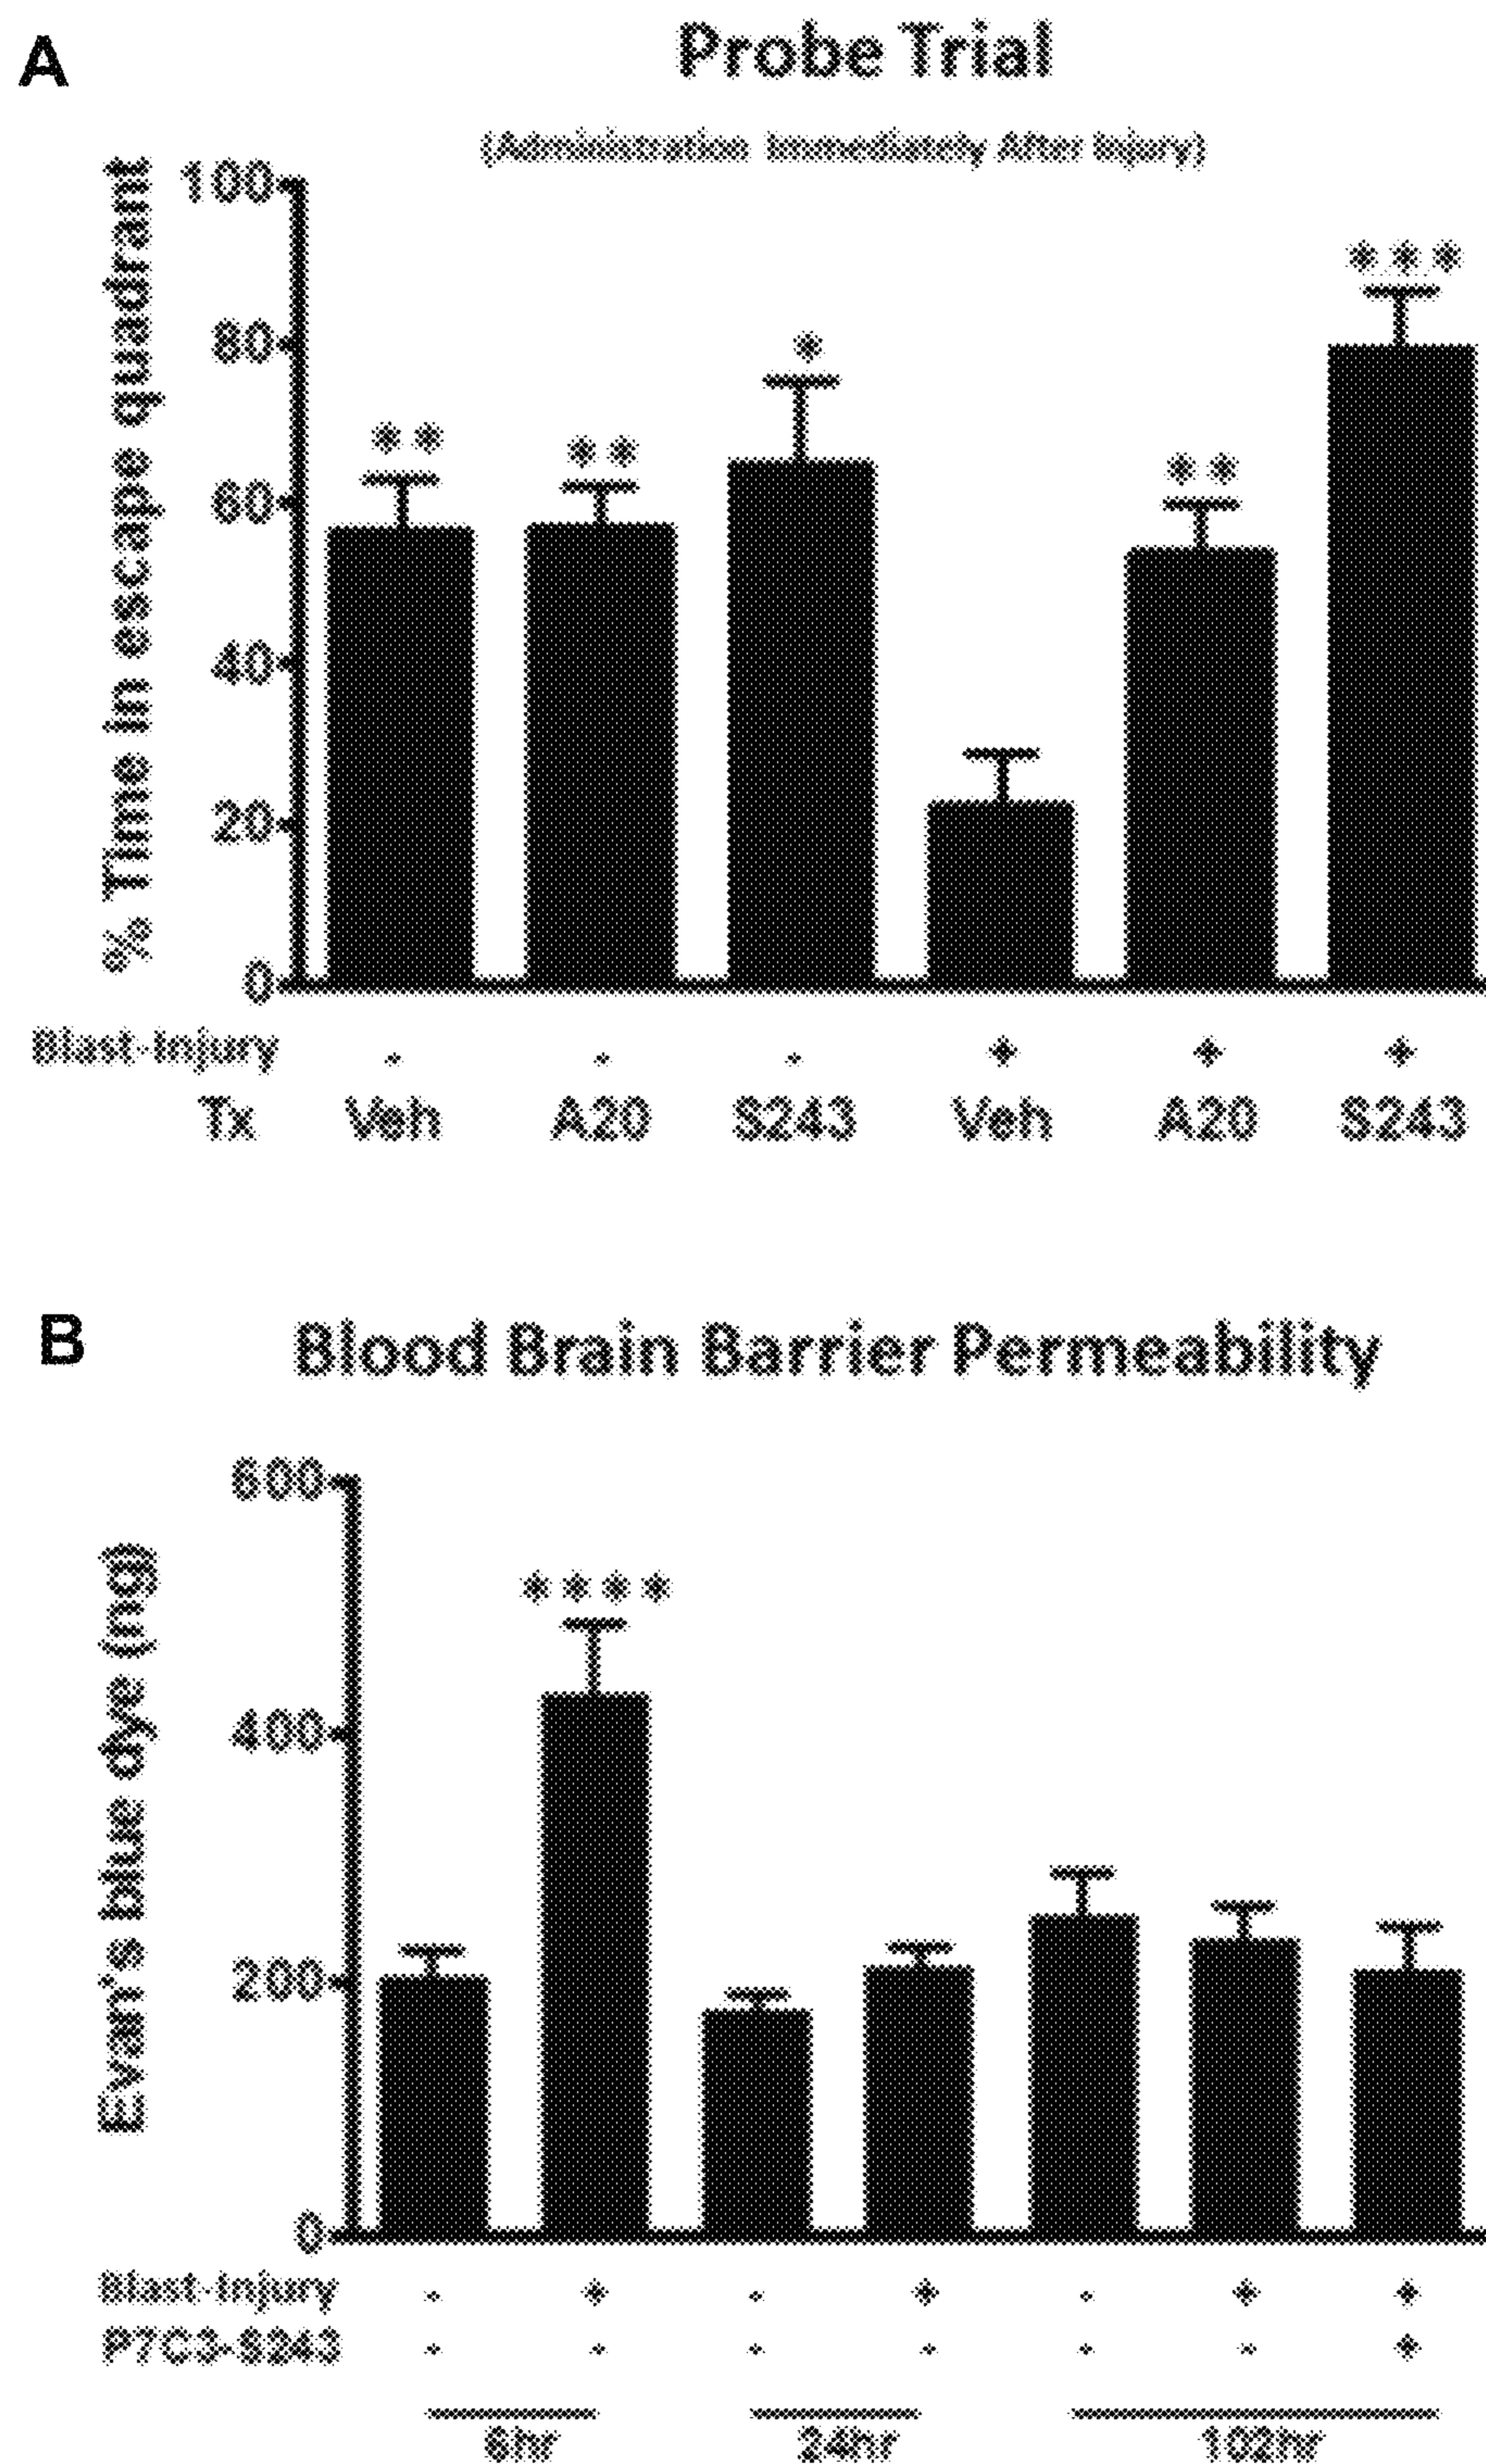 A
Probe Trial
(Administration Immediately After Injury)
% Time in escape quadrant
100
80
60
40
20
0
* *
* *
*
* *
* * *
Blast-Injury - - - + + +
Tx Veh A20 S243 Veh A20 S243
B
Blood Brain Barrier Permeability
Evan's blue dye (ng)
600
400
200
0
* * * *
Blast-Injury - + - + - + +
P7C3-S243 - - - - - - +
6hr 24hr 102hr